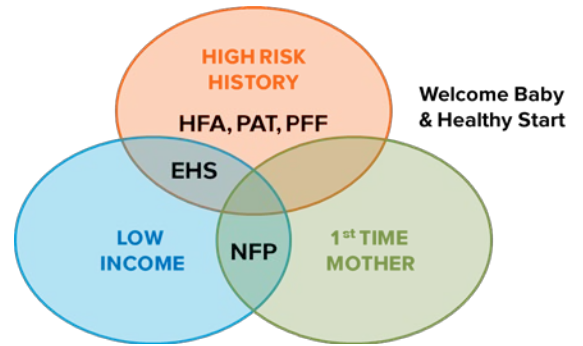 HIGH RISK
HISTORY
HFA, PAT, PFF
Welcome Baby
& Healthy Start
EHS
LOW
INCOME
NFP
1st TIME
MOTHER